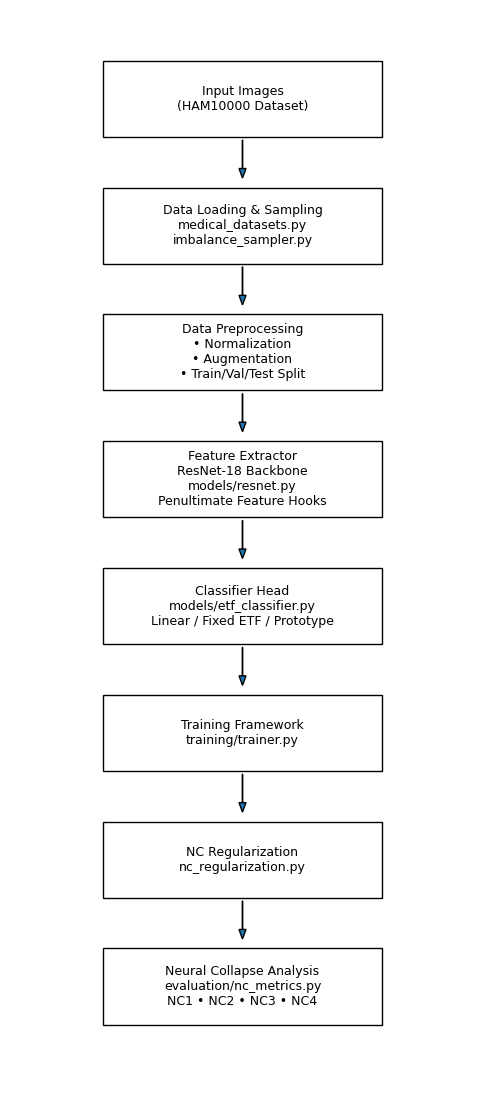 Input Images
(HAM10000 Dataset)
Data Loading & Sampling
medical_datasets.py
imbalance_sampler.py
Data Preprocessing
• Normalization
• Augmentation
• Train/Val/Test Split
Feature Extractor
ResNet-18 Backbone
models/resnet.py
Penultimate Feature Hooks
Classifier Head
models/etf_classifier.py
Linear / Fixed ETF / Prototype
Training Framework
training/trainer.py
NC Regularization
nc_regularization.py
Neural Collapse Analysis
evaluation/nc_metrics.py
NC1 • NC2 • NC3 • NC4